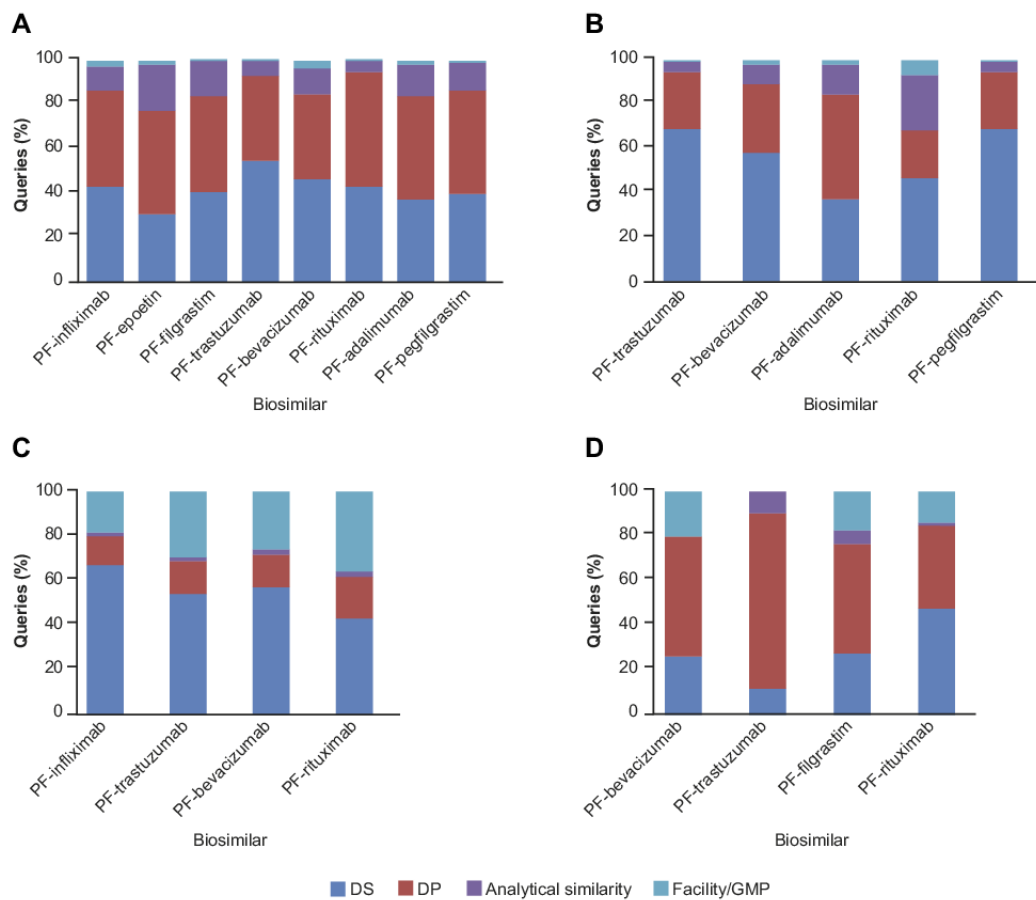 A
100
80
60
40
20
0
Queries (%)
PF-infliximab
PF-epoetin
PF-filgrastim
PF-trastuzumab
PF-bevacizumab
PF-rituximab
PF-adalimumab
PF-pegfilgrastim
Biosimilar
B
100
80
60
40
20
0
Queries (%)
PF-trastuzumab
PF-bevacizumab
PF-adalimumab
PF-rituximab
PF-pegfilgrastim
Biosimilar
C
100
80
60
40
20
0
Queries (%)
PF-infliximab
PF-trastuzumab
PF-bevacizumab
PF-rituximab
Biosimilar
D
100
80
60
40
20
0
Queries (%)
PF-bevacizumab
PF-trastuzumab
PF-filgrastim
PF-rituximab
Biosimilar
DS DP Analytical similarity Facility/GMP